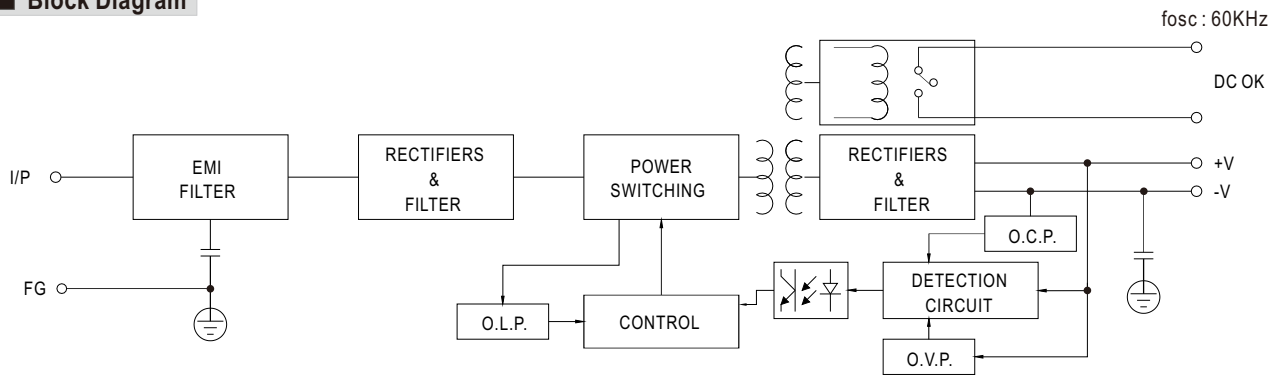 ■ Block Diagram
fosc : 60KHz
DC OK
I/P
EMI
FILTER
RECTIFIERS
&
FILTER
POWER
SWITCHING
RECTIFIERS
&
FILTER
+V
-V
O.C.P.
FG
O.L.P.
CONTROL
DETECTION
CIRCUIT
O.V.P.